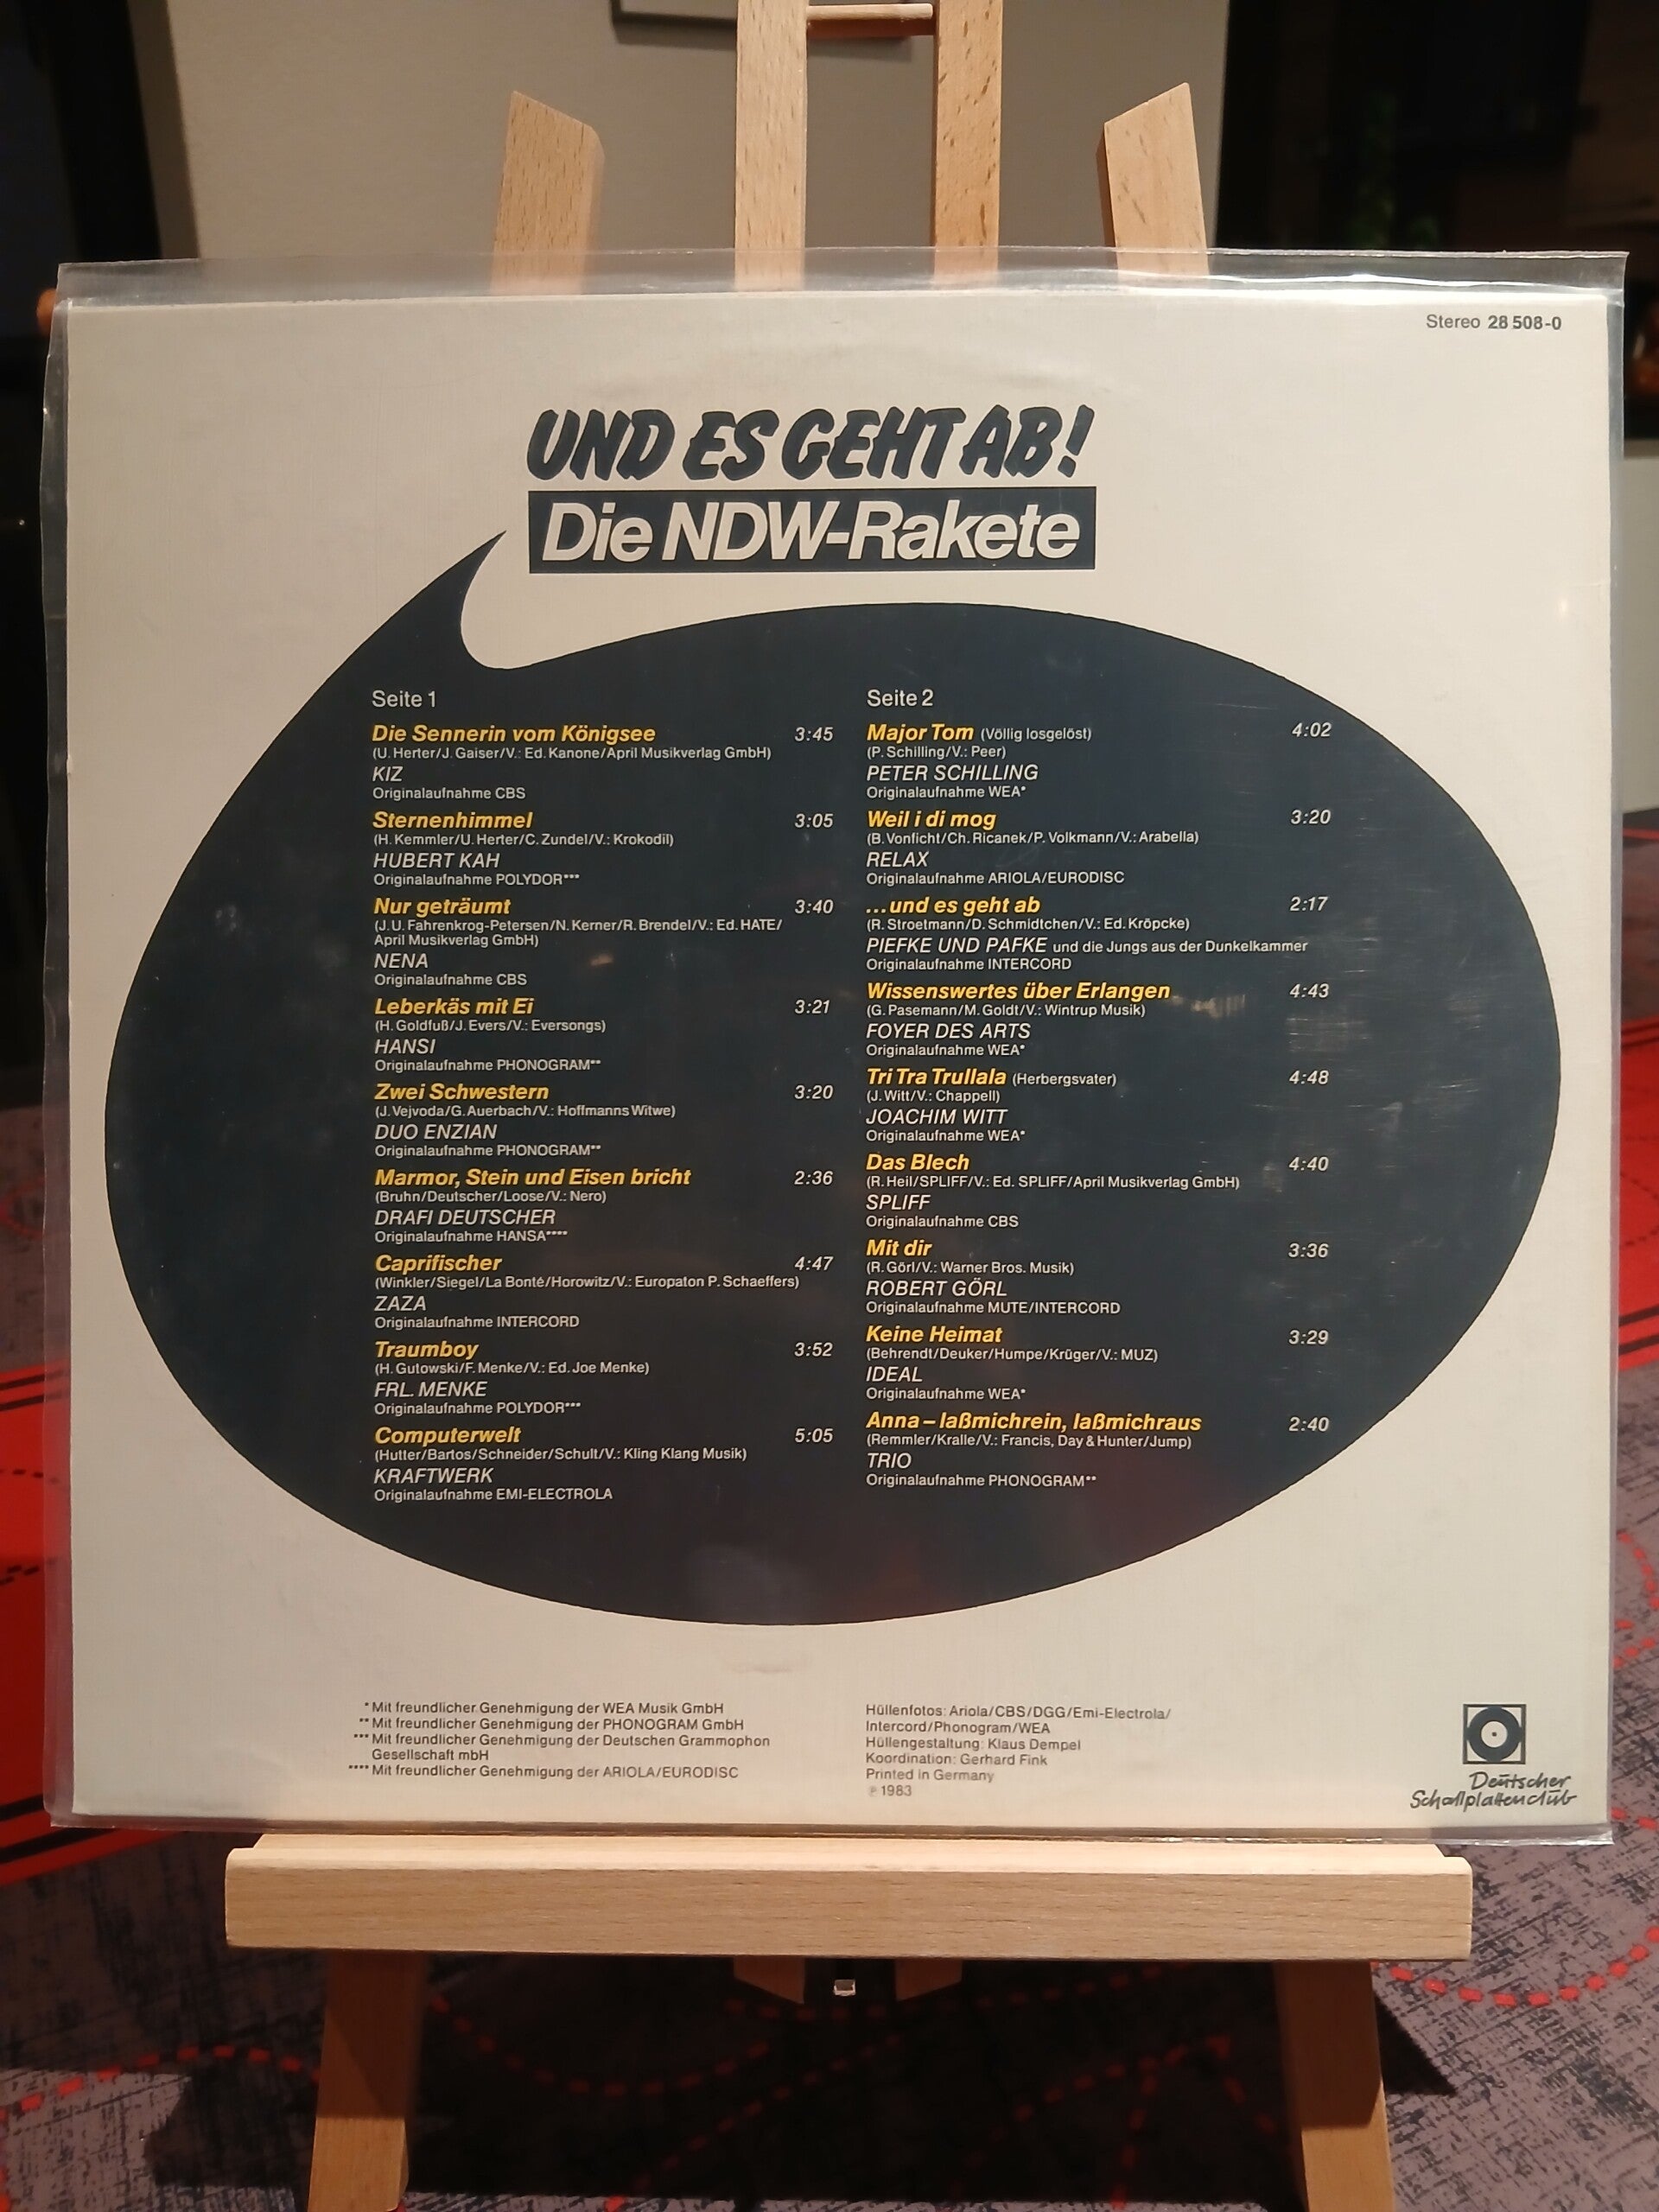 Stereo 28 508-0
UND ES GEHT AB!
Die NDW-Rakete
Seite 1
Die Sennerin vom Königsee 3:45
(U. Herter/J. Gaiser/V.: Ed. Kanone/April Musikverlag GmbH)
KIZ
Originalaufnahme CBS
Sternenhimmel 3:05
(H. Kemmler/U. Herter/C. Zundel/V.: Krokodil)
HUBERT KAH
Originalaufnahme POLYDOR***
Nur geträumt 3:40
(J. U. Fahrenkrog-Petersen/N. Kerner/R. Brendel/V.: Ed. HATE/
April Musikverlag GmbH)
NENA
Originalaufnahme CBS
Leberkäs mit Ei 3:21
(H. Goldfuß/J. Evers/V.: Eversongs)
HANSI
Originalaufnahme PHONOGRAM**
Zwei Schwestern 3:20
(J. Vejvoda/G. Auerbach/V.: Hoffmanns Witwe)
DUO ENZIAN
Originalaufnahme PHONOGRAM**
Marmor, Stein und Eisen bricht 2:36
(Bruhn/Deutscher/Loose/V.: Nero)
DRAFI DEUTSCHER
Originalaufnahme HANSA****
Caprifischer 4:47
(Winkler/Siegel/La Bonté/Horowitz/V.: Europaton P. Schaeffers)
ZAZA
Originalaufnahme INTERCORD
Traumboy 3:52
(H. Gutowski/F. Menke/V.: Ed. Joe Menke)
FRL. MENKE
Originalaufnahme POLYDOR***
Computerwelt 5:05
(Hutter/Bartos/Schneider/Schult/V.: Kling Klang Musik)
KRAFTWERK
Originalaufnahme EMI-ELECTROLA
Seite 2
Major Tom (Völlig losgelöst) 4:02
(P. Schilling/V.: Peer)
PETER SCHILLING
Originalaufnahme WEA*
Weil i di mog 3:20
(B. Vonficht/Ch. Ricanek/P. Volkmann/V.: Arabella)
RELAX
Originalaufnahme ARIOLA/EURODISC
...und es geht ab 2:17
(R. Stroetmann/D. Schmidtchen/V.: Ed. Kröpcke)
PIEFKE UND PAFKE und die Jungs aus der Dunkelkammer
Originalaufnahme INTERCORD
Wissenswertes über Erlangen 4:43
(G. Pasemann/M. Goldt/V.: Wintrup Musik)
FOYER DES ARTS
Originalaufnahme WEA*
Tri Tra Trullala (Herbergsvater) 4:48
(J. Witt/V.: Chappell)
JOACHIM WITT
Originalaufnahme WEA*
Das Blech 4:40
(R. Heil/SPLIFF/V.: Ed. SPLIFF/April Musikverlag GmbH)
SPLIFF
Originalaufnahme CBS
Mit dir 3:36
(R. Görl/V.: Warner Bros. Musik)
ROBERT GÖRL
Originalaufnahme MUTE/INTERCORD
Keine Heimat 3:29
(Behrendt/Deuker/Humpe/Krüger/V.: MUZ)
IDEAL
Originalaufnahme WEA*
Anna – laßmichrein, laßmichraus 2:40
(Remmler/Kralle/V.: Francis, Day & Hunter/Jump)
TRIO
Originalaufnahme PHONOGRAM**
* Mit freundlicher Genehmigung der WEA Musik GmbH
** Mit freundlicher Genehmigung der PHONOGRAM GmbH
*** Mit freundlicher Genehmigung der Deutschen Grammophon
Gesellschaft mbH
**** Mit freundlicher Genehmigung der ARIOLA/EURODISC
Hüllenfotos: Ariola/CBS/DGG/Emi-Electrola/
Intercord/Phonogram/WEA
Hüllengestaltung: Klaus Dempel
Koordination: Gerhard Fink
Printed in Germany
℗ 1983
Deutscher
Schallplattenclub